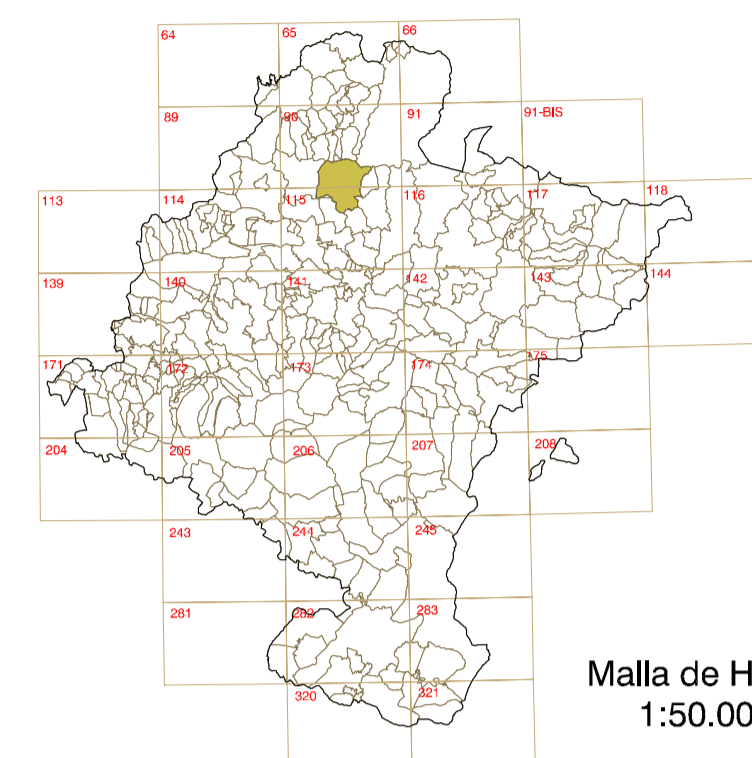 64 65 66
89 90 91 91-BIS
113 114 115 116 117 118
139 140 141 142 143 144
171 172 173 174 175
204 205 206 207 208
243 244 245
281 282 283
320 321
Malla de H
1:50.00